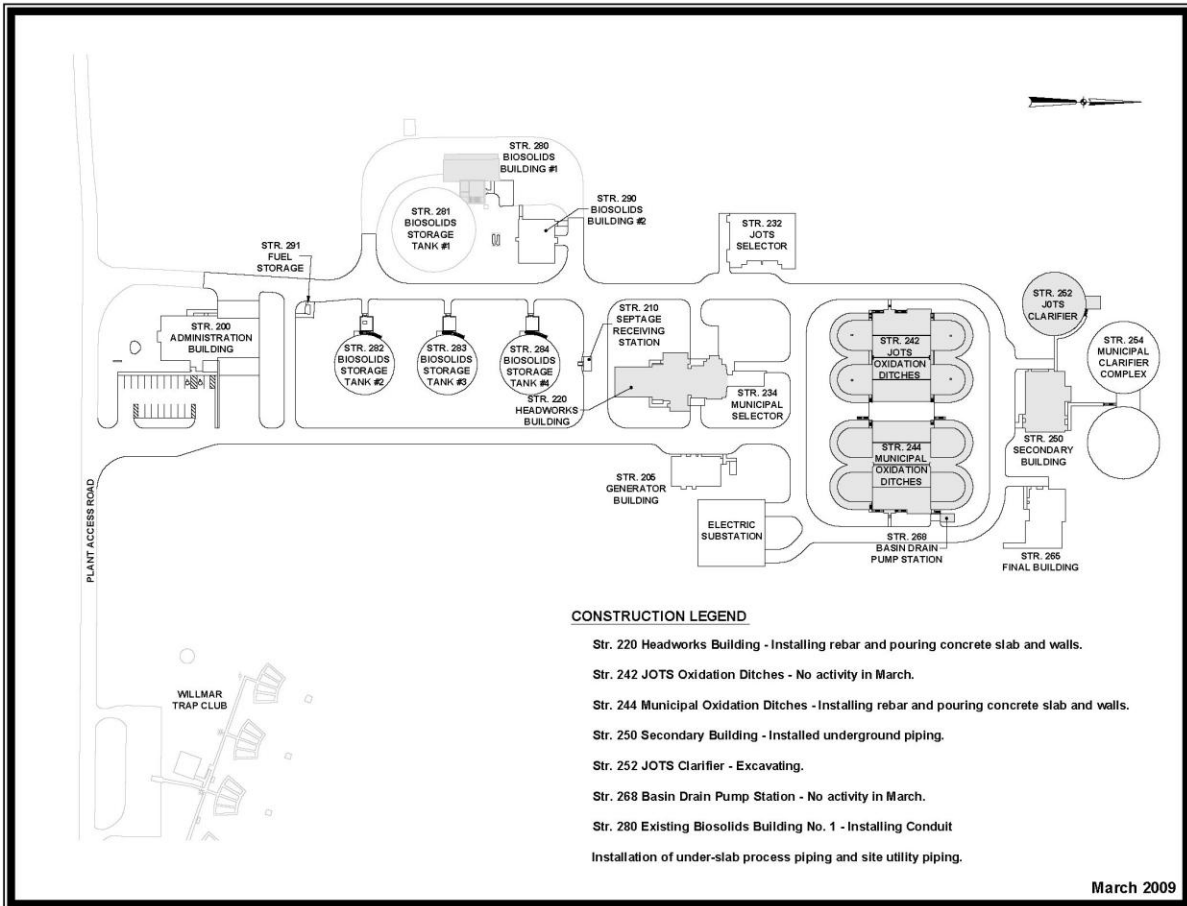 STR. 280
BIOSOLIDS
BUILDING #1
STR. 290
BIOSOLIDS
BUILDING #2
STR. 281
BIOSOLIDS
STORAGE
TANK #1
STR. 232
JOTS
SELECTOR
STR. 291
FUEL
STORAGE
STR. 252
JOTS
CLARIFIER
STR. 210
SEPTAGE
RECEIVING
STATION
STR. 200
ADMINISTRATION
BUILDING
STR. 282
BIOSOLIDS
STORAGE
TANK #2
STR. 283
BIOSOLIDS
STORAGE
TANK #3
STR. 284
BIOSOLIDS
STORAGE
TANK #4
STR. 242
JOTS
OXIDATION
DITCHES
STR. 254
MUNICIPAL
CLARIFIER
COMPLEX
STR. 220
HEADWORKS
BUILDING
STR. 234
MUNICIPAL
SELECTOR
STR. 250
SECONDARY
BUILDING
STR. 244
MUNICIPAL
OXIDATION
DITCHES
STR. 205
GENERATOR
BUILDING
ELECTRIC
SUBSTATION
STR. 268
BASIN DRAIN
PUMP STATION
STR. 265
FINAL BUILDING
PLANT ACCESS ROAD
WILLMAR
TRAP CLUB
CONSTRUCTION LEGEND
Str. 220 Headworks Building - Installing rebar and pouring concrete slab and walls.
Str. 242 JOTS Oxidation Ditches - No activity in March.
Str. 244 Municipal Oxidation Ditches - Installing rebar and pouring concrete slab and walls.
Str. 250 Secondary Building - Installed underground piping.
Str. 252 JOTS Clarifier - Excavating.
Str. 268 Basin Drain Pump Station - No activity in March.
Str. 280 Existing Biosolids Building No. 1 - Installing Conduit
Installation of under-slab process piping and site utility piping.
March 2009